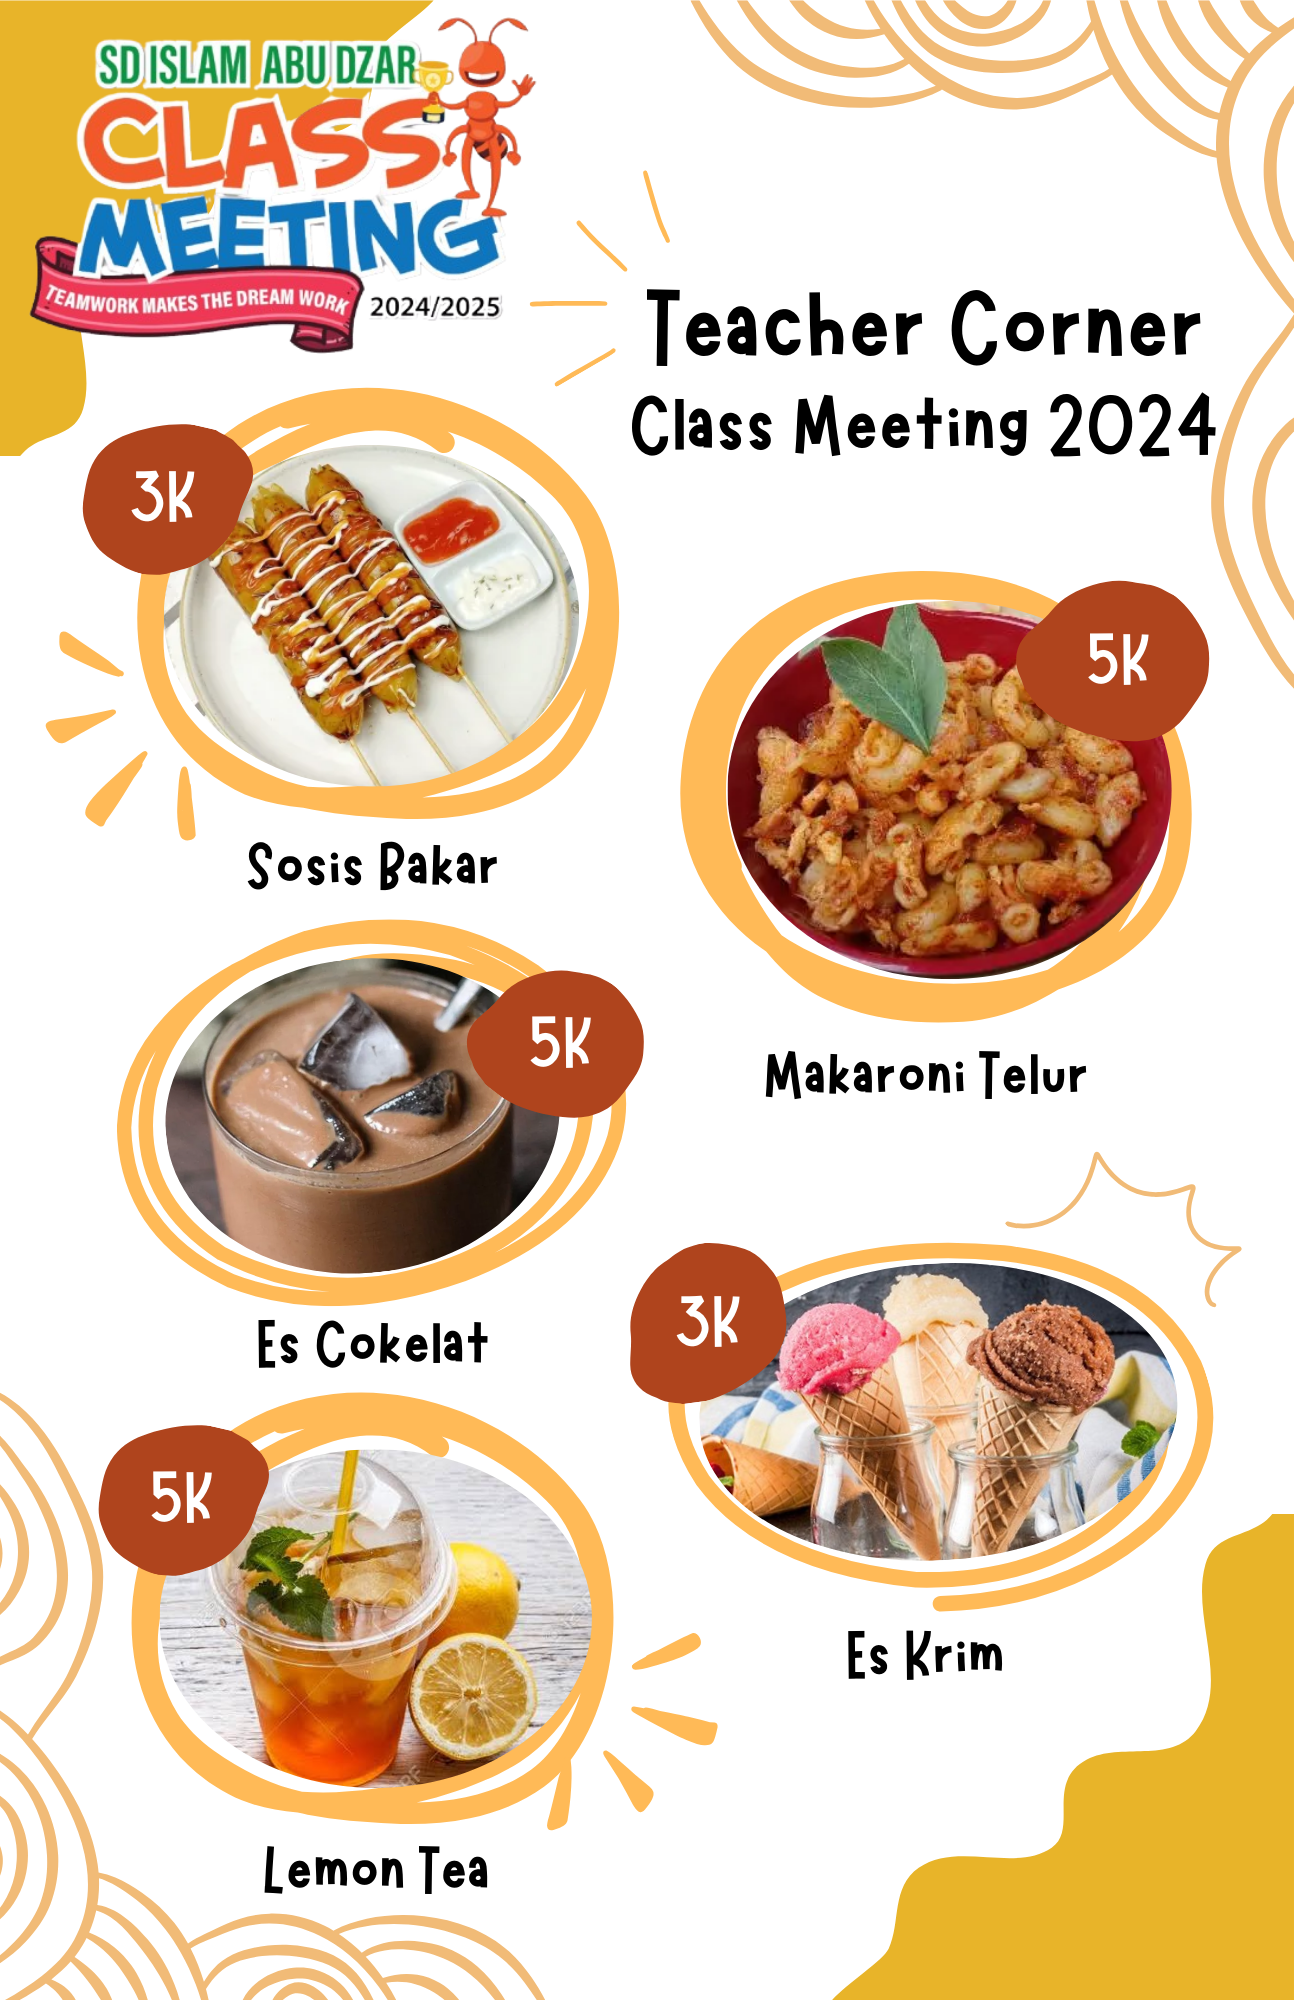 SD ISLAM ABU DZAR
CLASS
MEETING
TEAMWORK MAKES THE DREAM WORK
2024/2025
Teacher Corner
Class Meeting 2024
3K
Sosis Bakar
5K
Makaroni Telur
5K
Es Cokelat
3K
Es Krim
5K
Lemon Tea